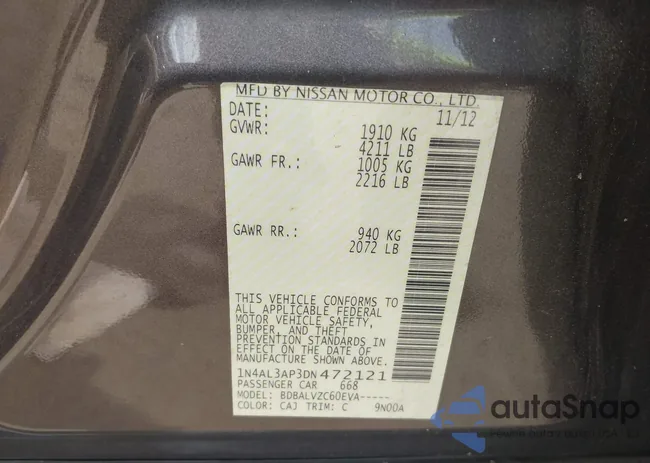 MFD BY NISSAN MOTOR CO., LTD.
DATE: 11/12
GVWR: 1910 KG
4211 LB
GAWR FR.: 1005 KG
2216 LB
GAWR RR.: 940 KG
2072 LB
THIS VEHICLE CONFORMS TO
ALL APPLICABLE FEDERAL
MOTOR VEHICLE SAFETY,
BUMPER, AND THEFT
PREVENTION STANDARDS IN
EFFECT ON THE DATE OF
MANUFACTURE SHOWN ABOVE.
1N4AL3AP3DN472121
PASSENGER CAR 668
MODEL: BDBALVZC60EVA-----
COLOR: CAJ TRIM: C 9N00A
autaSnap